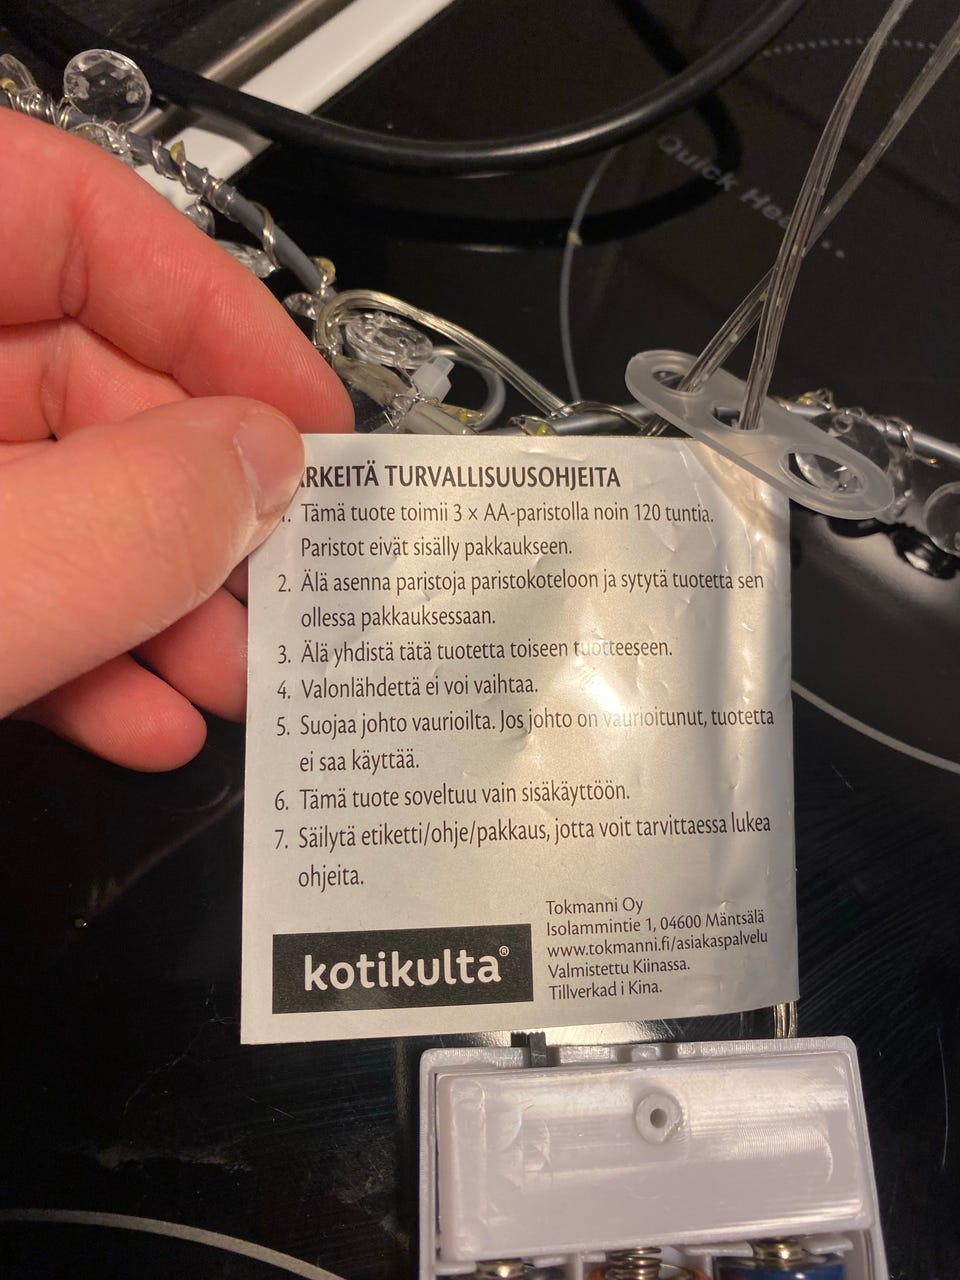 RKEITÄ TURVALLISUUSOHJEITA
1. Tämä tuote toimii 3 × AA-paristolla noin 120 tuntia.
Paristot eivät sisälly pakkaukseen.
2. Älä asenna paristoja paristokoteloon ja sytytä tuotetta sen
ollessa pakkauksessaan.
3. Älä yhdistä tätä tuotetta toiseen tuotteeseen.
4. Valonlähdettä ei voi vaihtaa.
5. Suojaa johto vaurioilta. Jos johto on vaurioitunut, tuotetta
ei saa käyttää.
6. Tämä tuote soveltuu vain sisäkäyttöön.
7. Säilytä etiketti/ohje/pakkaus, jotta voit tarvittaessa lukea
ohjeita.
kotikulta®
Tokmanni Oy
Isolammintie 1, 04600 Mäntsälä
www.tokmanni.fi/asiakaspalvelu
Valmistettu Kiinassa.
Tillverkad i Kina.
Quick